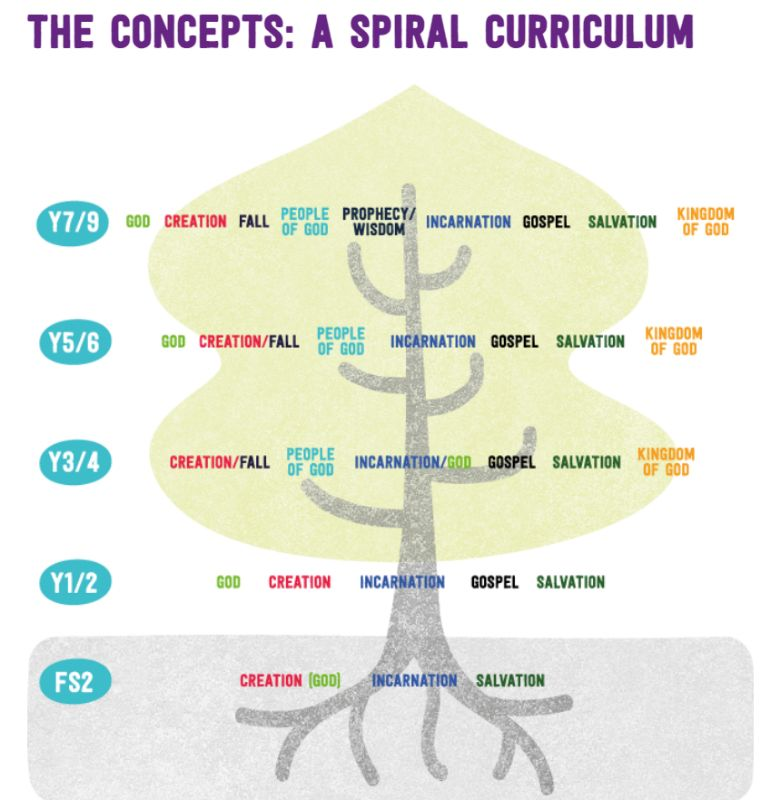 THE CONCEPTS: A SPIRAL CURRICULUM
Y7/9 GOD CREATION FALL PEOPLE OF GOD PROPHECY/WISDOM INCARNATION GOSPEL SALVATION KINGDOM OF GOD
Y5/6 GOD CREATION/FALL PEOPLE OF GOD INCARNATION GOSPEL SALVATION KINGDOM OF GOD
Y3/4 CREATION/FALL PEOPLE OF GOD INCARNATION/GOD GOSPEL SALVATION KINGDOM OF GOD
Y1/2 GOD CREATION INCARNATION GOSPEL SALVATION
FS2 CREATION (GOD) INCARNATION SALVATION